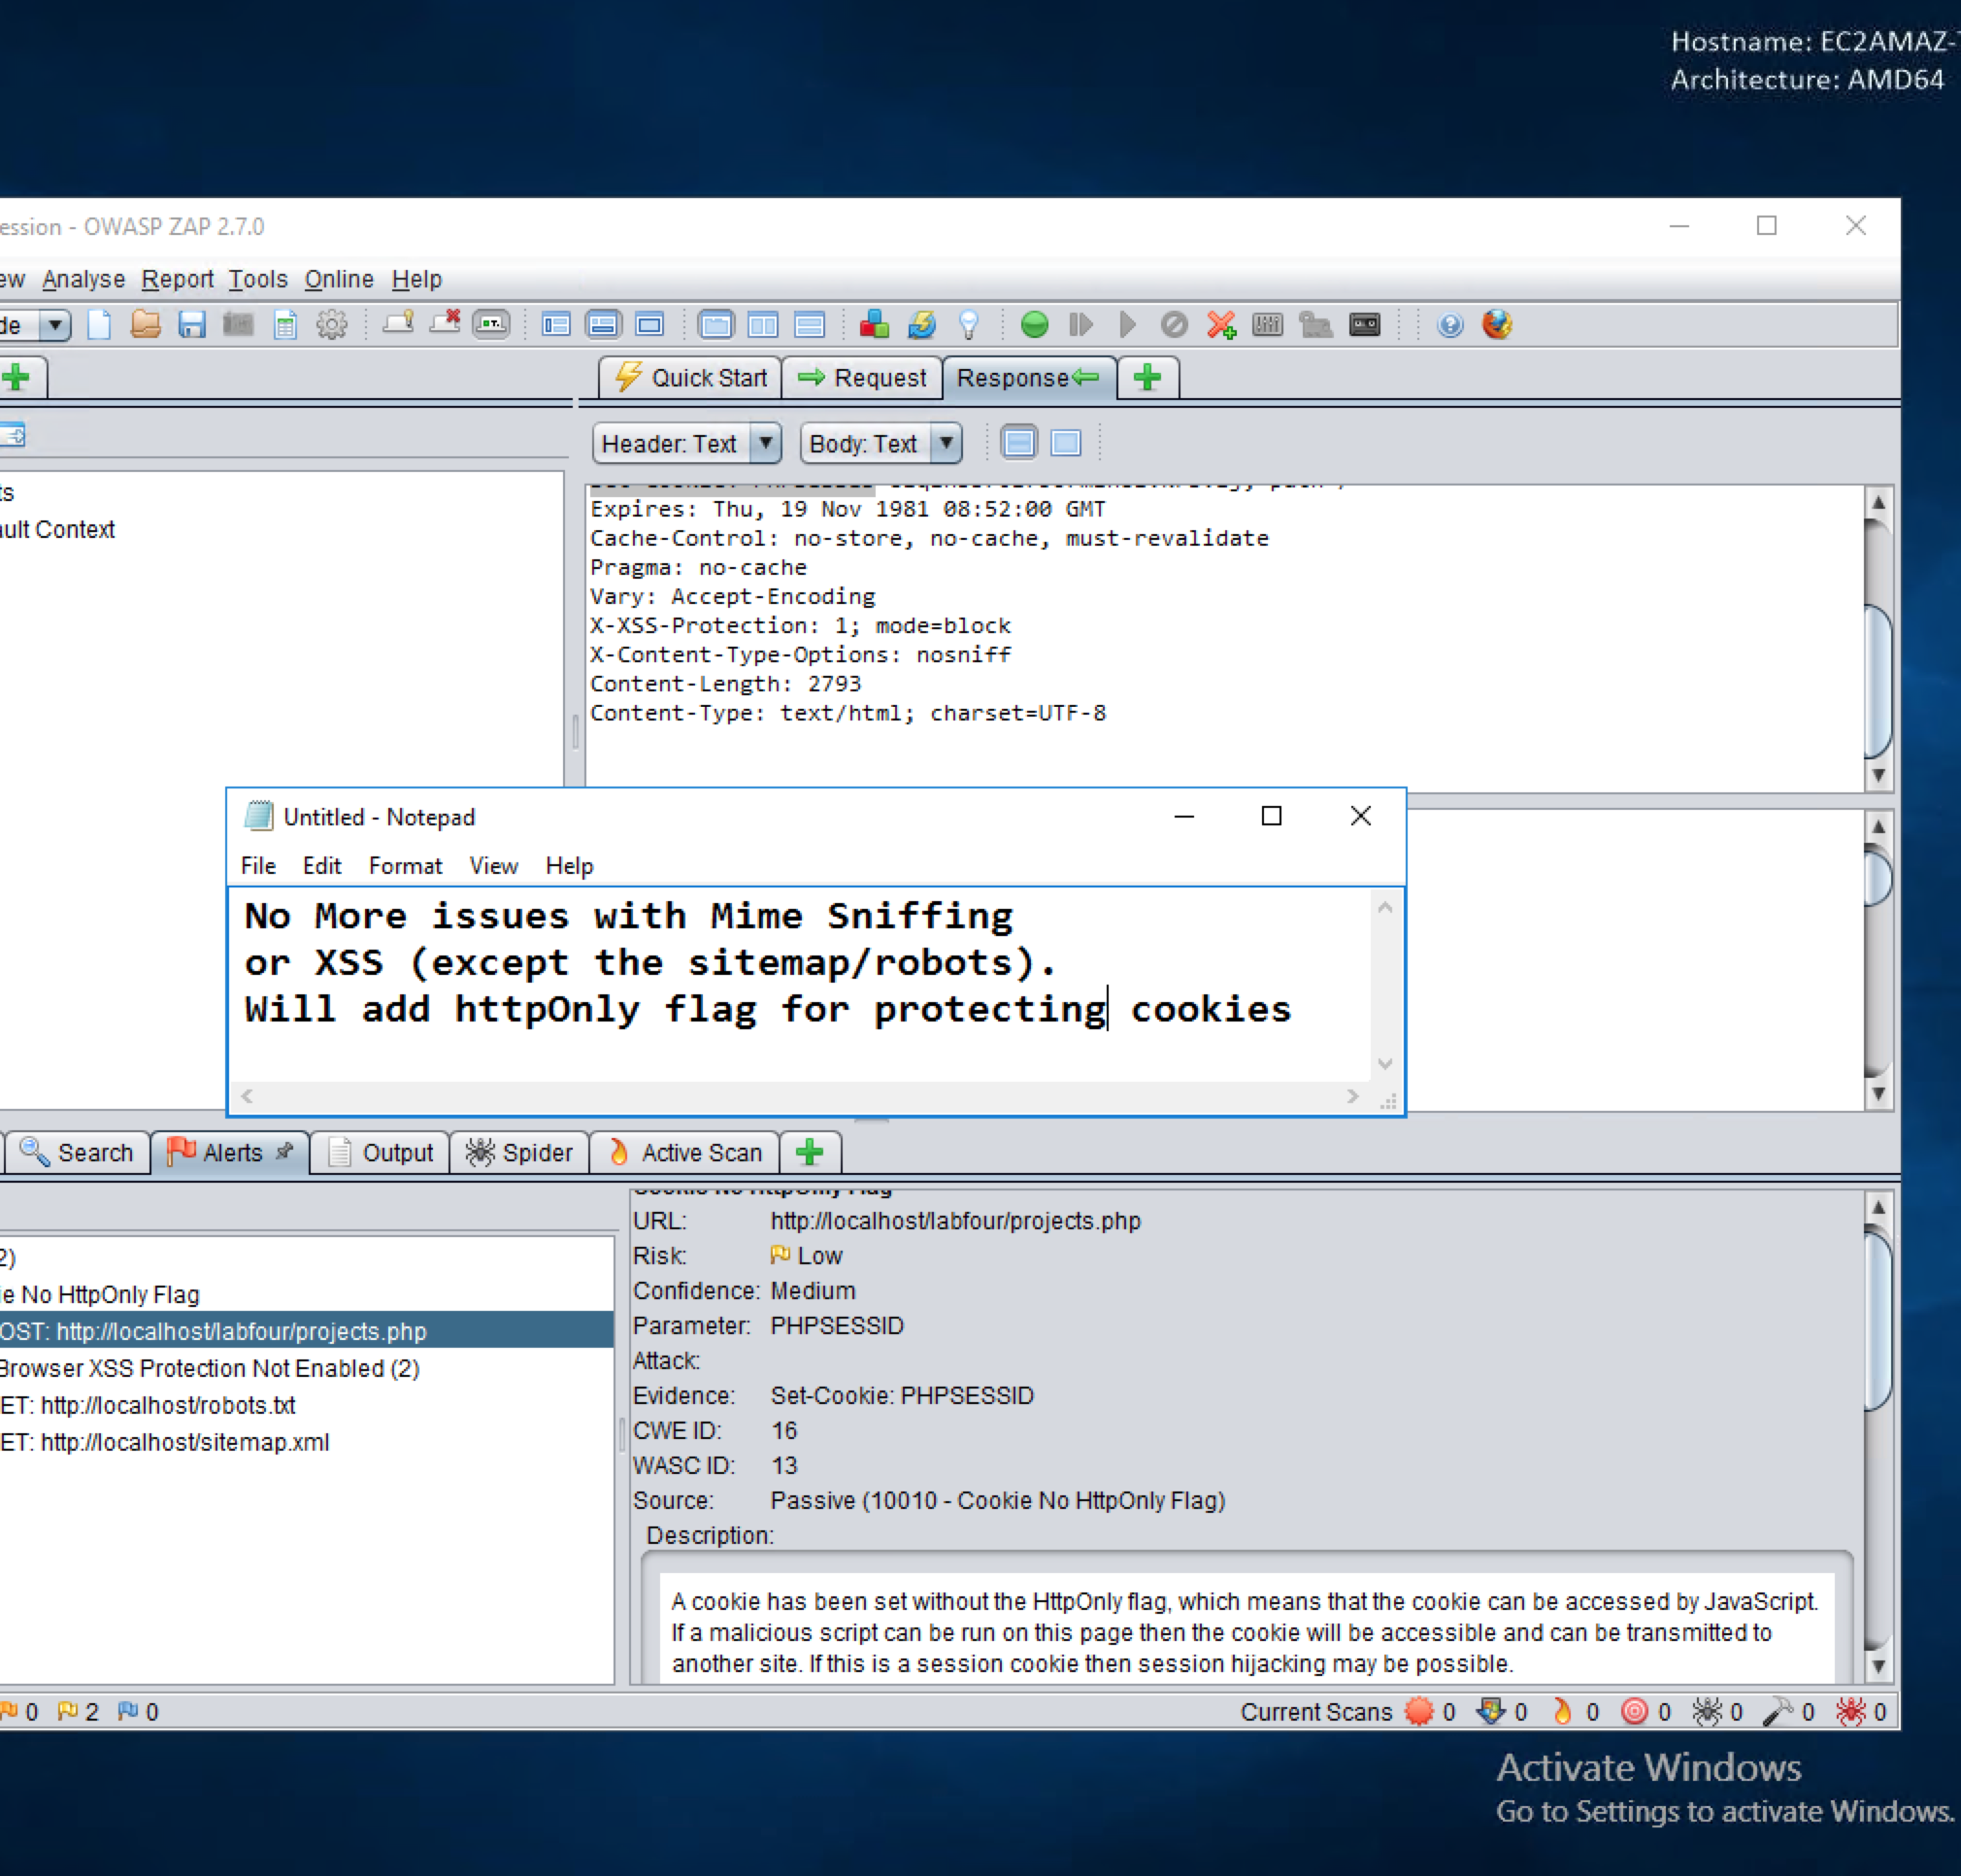 Hostname: EC2AMAZ-
Architecture: AMD64
ession - OWASP ZAP 2.7.0
ew Analyse Report Tools Online Help
de
Quick Start Request Response
Header: Text Body: Text
ts
ault Context
Expires: Thu, 19 Nov 1981 08:52:00 GMT
Cache-Control: no-store, no-cache, must-revalidate
Pragma: no-cache
Vary: Accept-Encoding
X-XSS-Protection: 1; mode=block
X-Content-Type-Options: nosniff
Content-Length: 2793
Content-Type: text/html; charset=UTF-8
Untitled - Notepad
File Edit Format View Help
No More issues with Mime Sniffing
or XSS (except the sitemap/robots).
Will add httpOnly flag for protecting cookies
Search Alerts Output Spider Active Scan
2)
ie No HttpOnly Flag
OST: http://localhost/labfour/projects.php
Browser XSS Protection Not Enabled (2)
ET: http://localhost/robots.txt
ET: http://localhost/sitemap.xml
Cookie No HttpOnly Flag
URL: http://localhost/labfour/projects.php
Risk: Low
Confidence: Medium
Parameter: PHPSESSID
Attack:
Evidence: Set-Cookie: PHPSESSID
CWE ID: 16
WASC ID: 13
Source: Passive (10010 - Cookie No HttpOnly Flag)
Description:
A cookie has been set without the HttpOnly flag, which means that the cookie can be accessed by JavaScript.
If a malicious script can be run on this page then the cookie will be accessible and can be transmitted to
another site. If this is a session cookie then session hijacking may be possible.
0 2 0
Current Scans 0 0 0 0 0 0 0
Activate Windows
Go to Settings to activate Windows.